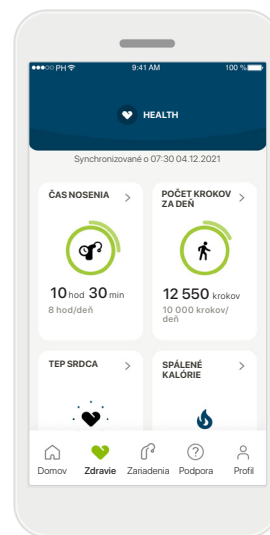 PH 9:41 AM 100 %
HEALTH
Synchronizované o 07:30 04.12.2021
ČAS NOSENIA
10 hod 30 min
8 hod/deň
POČET KROKOV
ZA DEŇ
12 550 krokov
10 000 krokov/
deň
TEP SRDCA
SPÁLENÉ
KALÓRIE
Domov Zdravie Zariadenia Podpora Profil